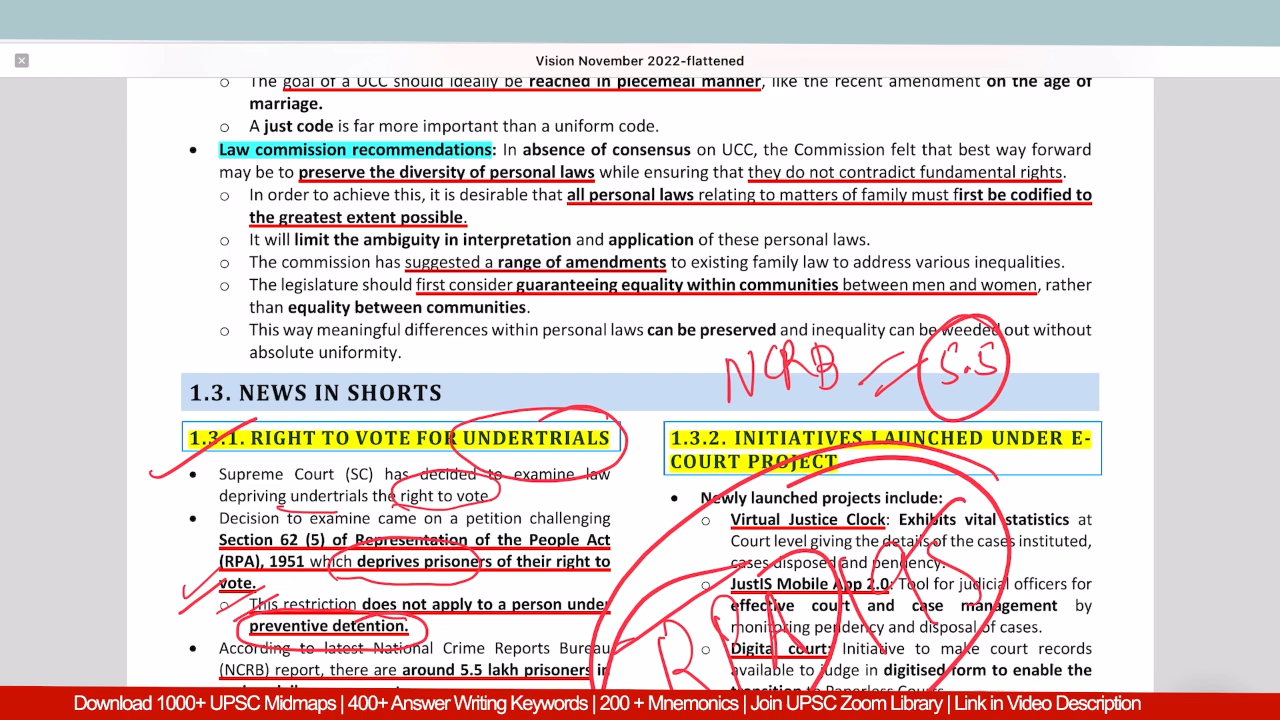 Vision November 2022-flattened
o The goal of a UCC should ideally be reached in piecemeal manner, like the recent amendment on the age of
marriage.
o A just code is far more important than a uniform code.
• Law commission recommendations: In absence of consensus on UCC, the Commission felt that best way forward
may be to preserve the diversity of personal laws while ensuring that they do not contradict fundamental rights.
o In order to achieve this, it is desirable that all personal laws relating to matters of family must first be codified to
the greatest extent possible.
o It will limit the ambiguity in interpretation and application of these personal laws.
o The commission has suggested a range of amendments to existing family law to address various inequalities.
o The legislature should first consider guaranteeing equality within communities between men and women, rather
than equality between communities.
o This way meaningful differences within personal laws can be preserved and inequality can be weeded out without
absolute uniformity.
NCRB 5.5
1.3. NEWS IN SHORTS
1.3.1. RIGHT TO VOTE FOR UNDERTRIALS
• Supreme Court (SC) has decided to examine law
depriving undertrials the right to vote
• Decision to examine came on a petition challenging
Section 62 (5) of Representation of the People Act
(RPA), 1951 which deprives prisoners of their right to
vote.
o This restriction does not apply to a person under
preventive detention.
• According to latest National Crime Reports Bureau
(NCRB) report, there are around 5.5 lakh prisoners in
1.3.2. INITIATIVES LAUNCHED UNDER E-
COURT PROJECT
• Newly launched projects include:
o Virtual Justice Clock: Exhibits vital statistics at
Court level giving the details of the cases instituted,
cases disposed and pendency.
o JustIS Mobile App 2.0: Tool for judicial officers for
effective court and case management by
monitoring pendency and disposal of cases.
o Digital court: Initiative to make court records
available to judge in digitised form to enable the
transition to Paperless Courts
RPA
Download 1000+ UPSC Midmaps | 400+ Answer Writing Keywords | 200 + Mnemonics | Join UPSC Zoom Library | Link in Video Description